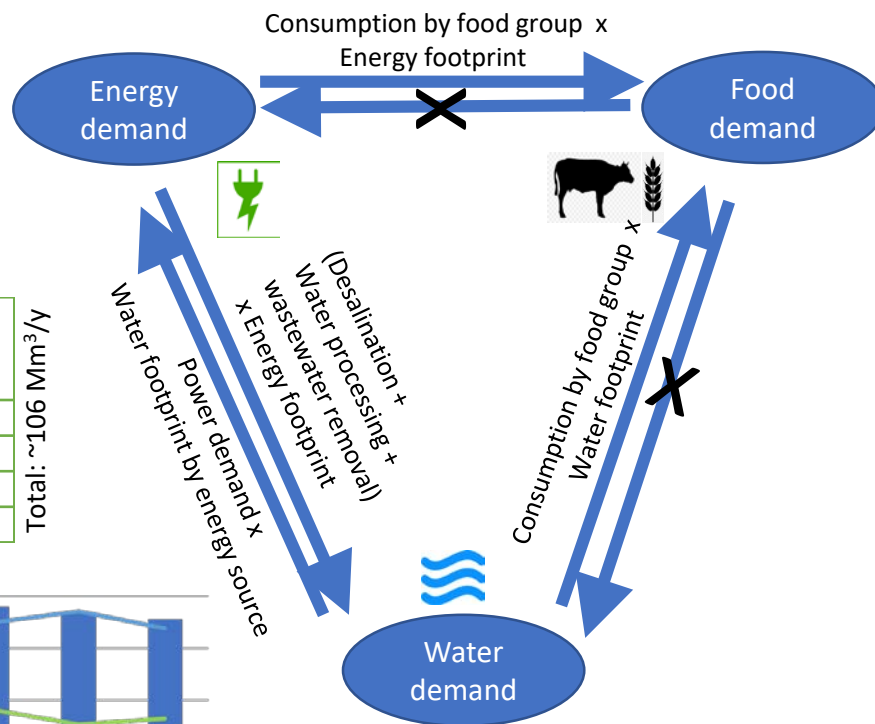 Consumption by food group x
Energy footprint
Energy
demand
Food
demand
(Desalination +
Water processing +
wastewater removal)
x Energy footprint
Power demand x
Water footprint by energy source
Consumption by food group x
Water footprint
Total: ~106 Mm³/y
Water
demand